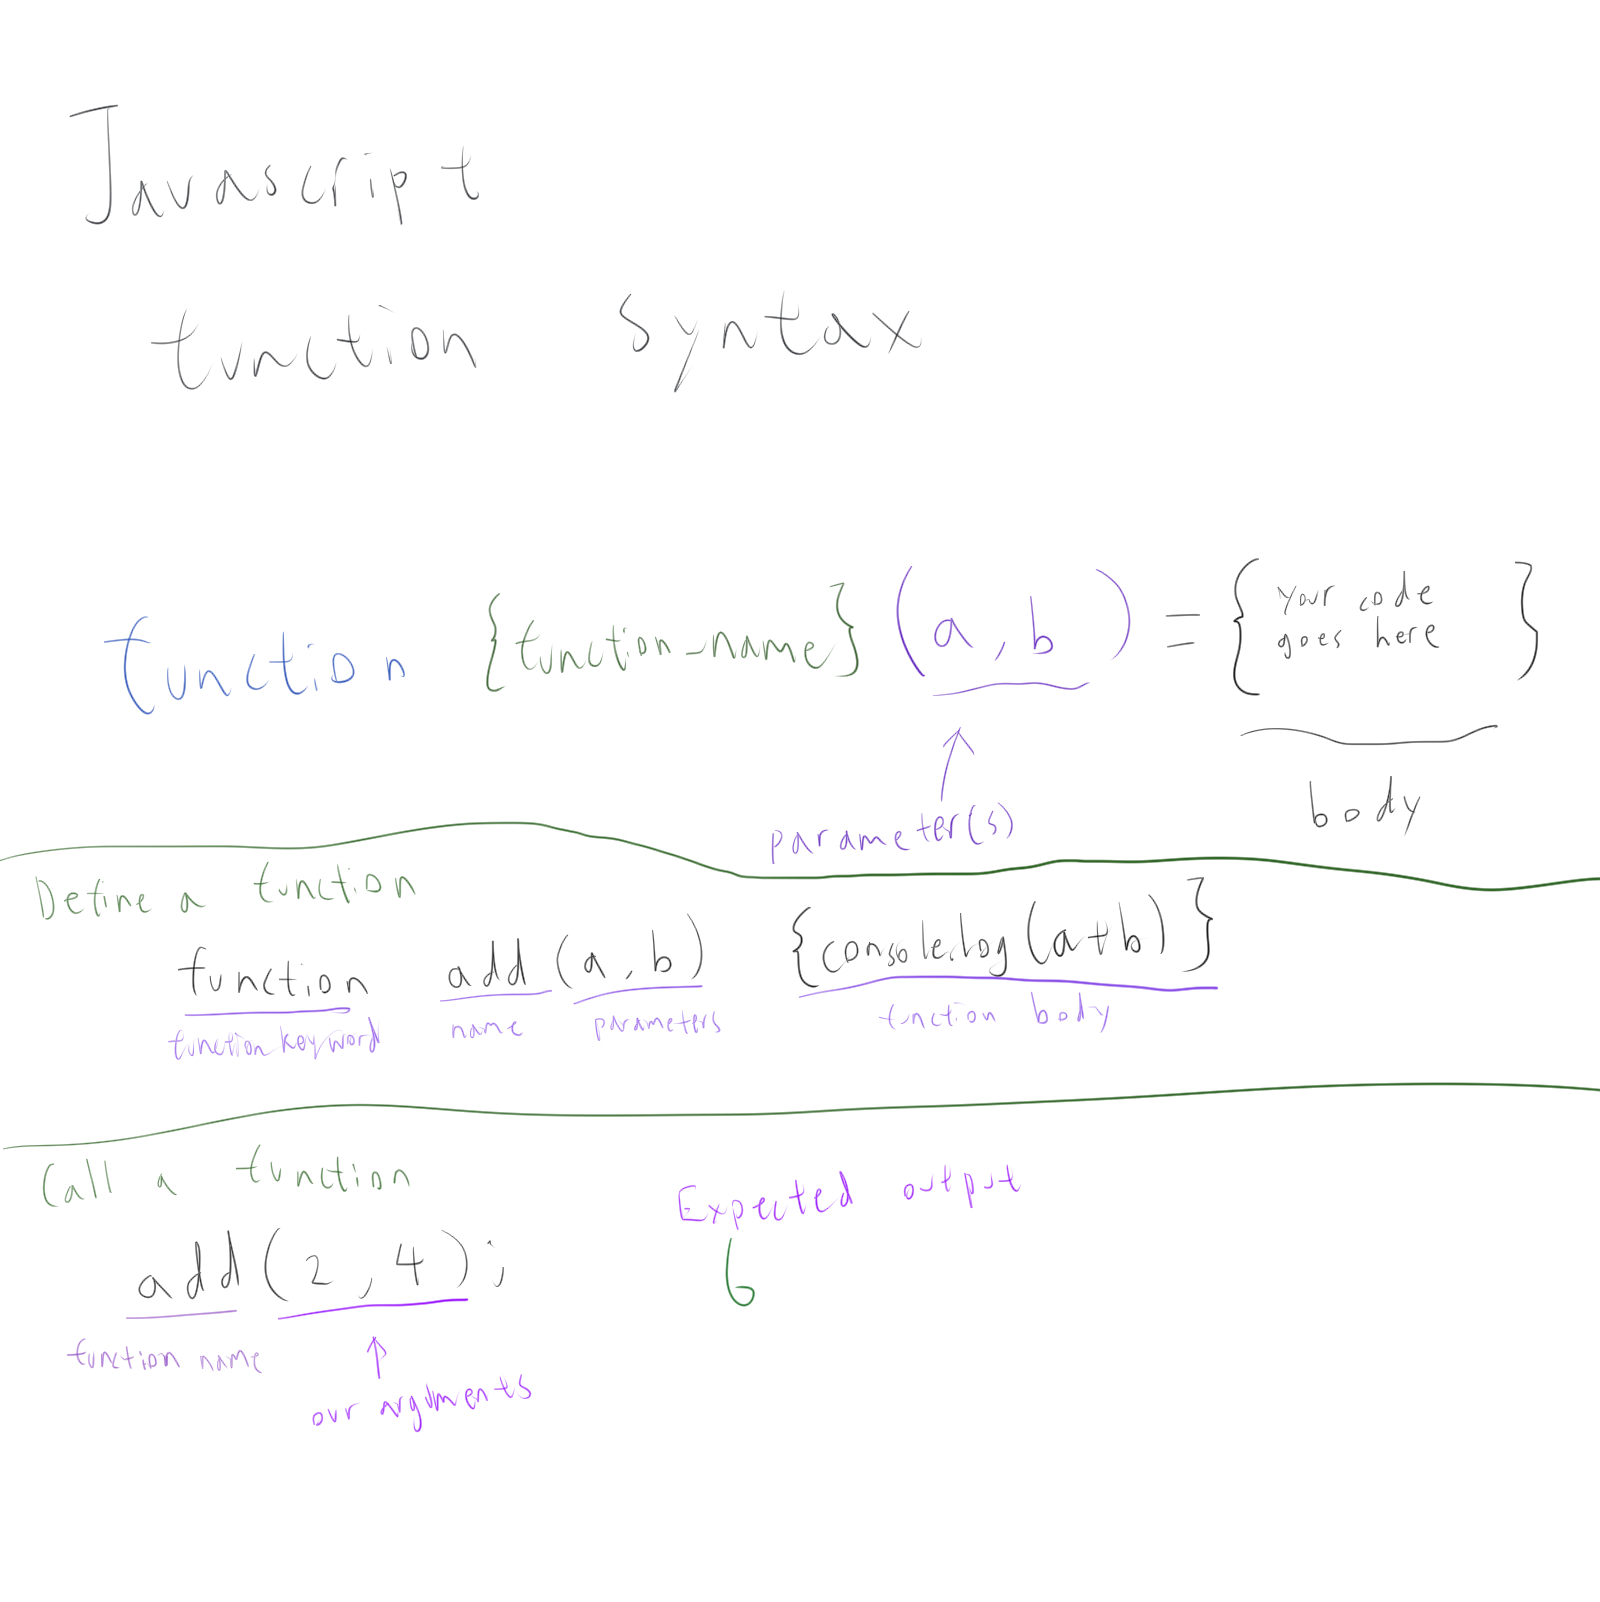 Javascript
function syntax
function {function_name} (a, b) = { your code
goes here }
parameter(s)
body
Define a function
function add (a, b) {console.log(a+b)}
function keyword name parameters function body
Call a function
Expected output
add(2, 4);
6
function name
our arguments